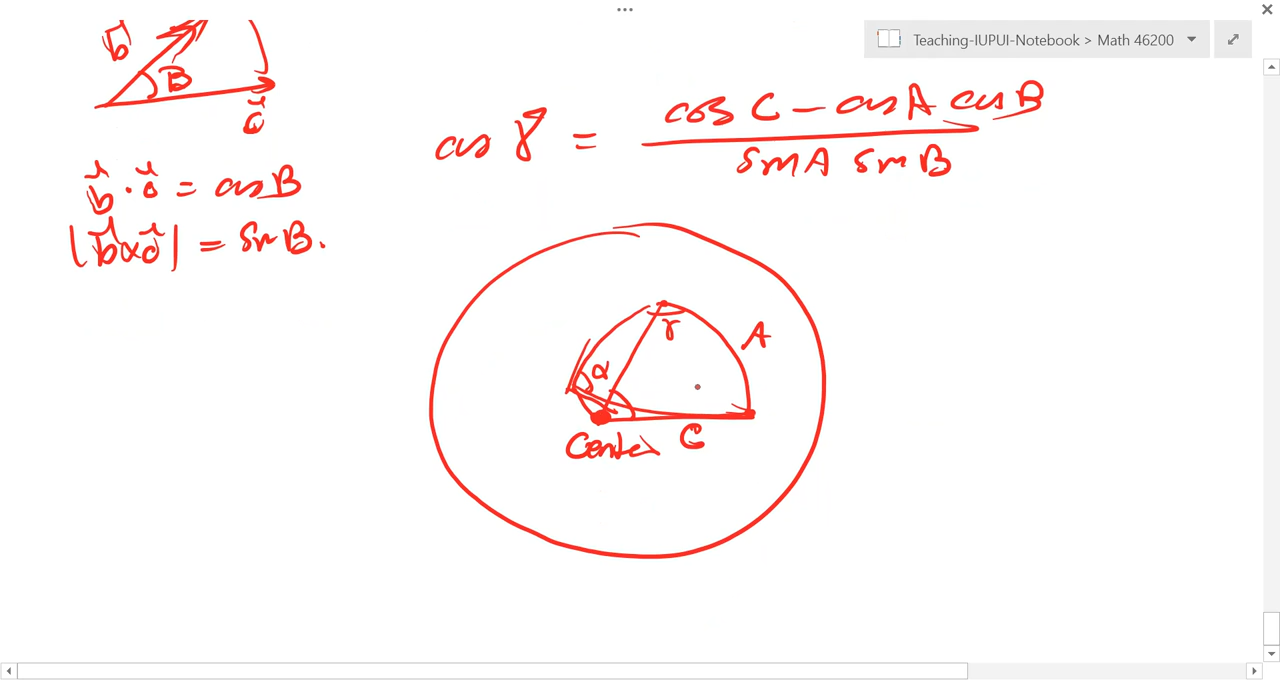 ...
Teaching-IUPUI-Notebook > Math 46200
b⃗
B
c⃗
cos γ = (cos C − cos A cos B) / (sin A sin B)
b⃗ · c⃗ = cos B
|b⃗ × c⃗| = sin B.
γ
A
α
Center
C